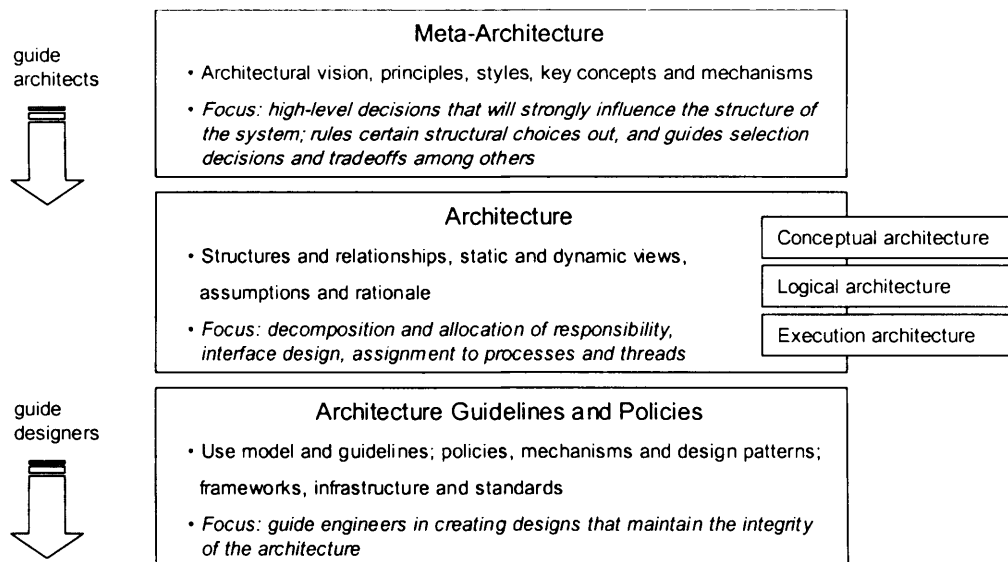 guide
architects
Meta-Architecture
• Architectural vision, principles, styles, key concepts and mechanisms
• Focus: high-level decisions that will strongly influence the structure of
the system; rules certain structural choices out, and guides selection
decisions and tradeoffs among others
Architecture
• Structures and relationships, static and dynamic views,
assumptions and rationale
• Focus: decomposition and allocation of responsibility,
interface design, assignment to processes and threads
Conceptual architecture
Logical architecture
Execution architecture
guide
designers
Architecture Guidelines and Policies
• Use model and guidelines; policies, mechanisms and design patterns;
frameworks, infrastructure and standards
• Focus: guide engineers in creating designs that maintain the integrity
of the architecture